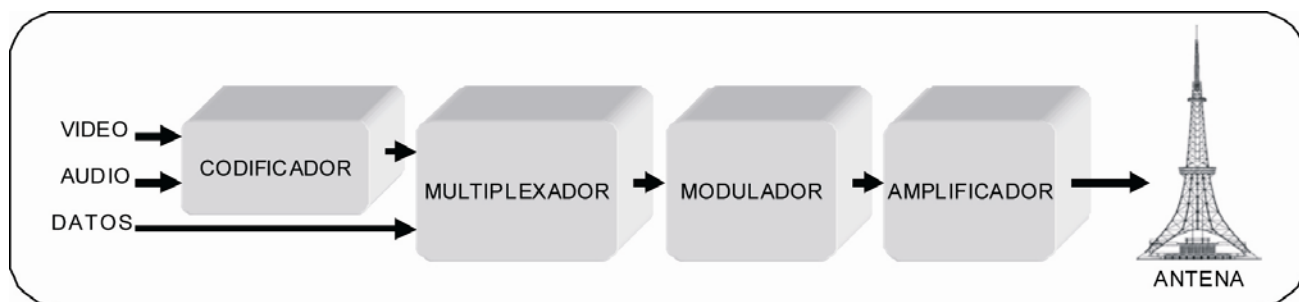 VIDEO
AUDIO
DATOS
CODIFICADOR
MULTIPLEXADOR
MODULADOR
AMPLIFICADOR
ANTENA